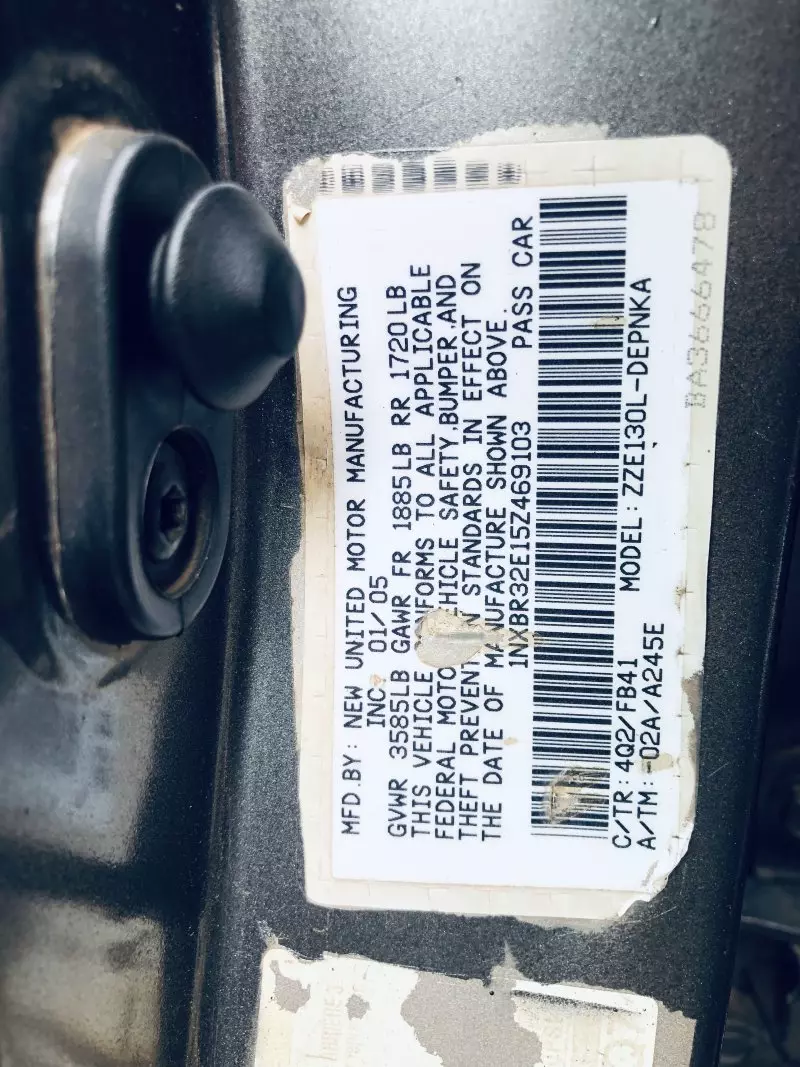 MFD.BY: NEW UNITED MOTOR MANUFACTURING
INC. 01/05
GVWR 3585LB GAWR FR 1885LB RR 1720LB
THIS VEHICLE CONFORMS TO ALL APPLICABLE
FEDERAL MOTOR VEHICLE SAFETY,BUMPER,AND
THEFT PREVENTION STANDARDS IN EFFECT ON
THE DATE OF MANUFACTURE SHOWN ABOVE.
1NXBR32E15Z469103 PASS CAR
C/TR:4Q2/FB41 MODEL:ZZE130L-DEPNKA
A/TM:-02A/A245E
BA3666478